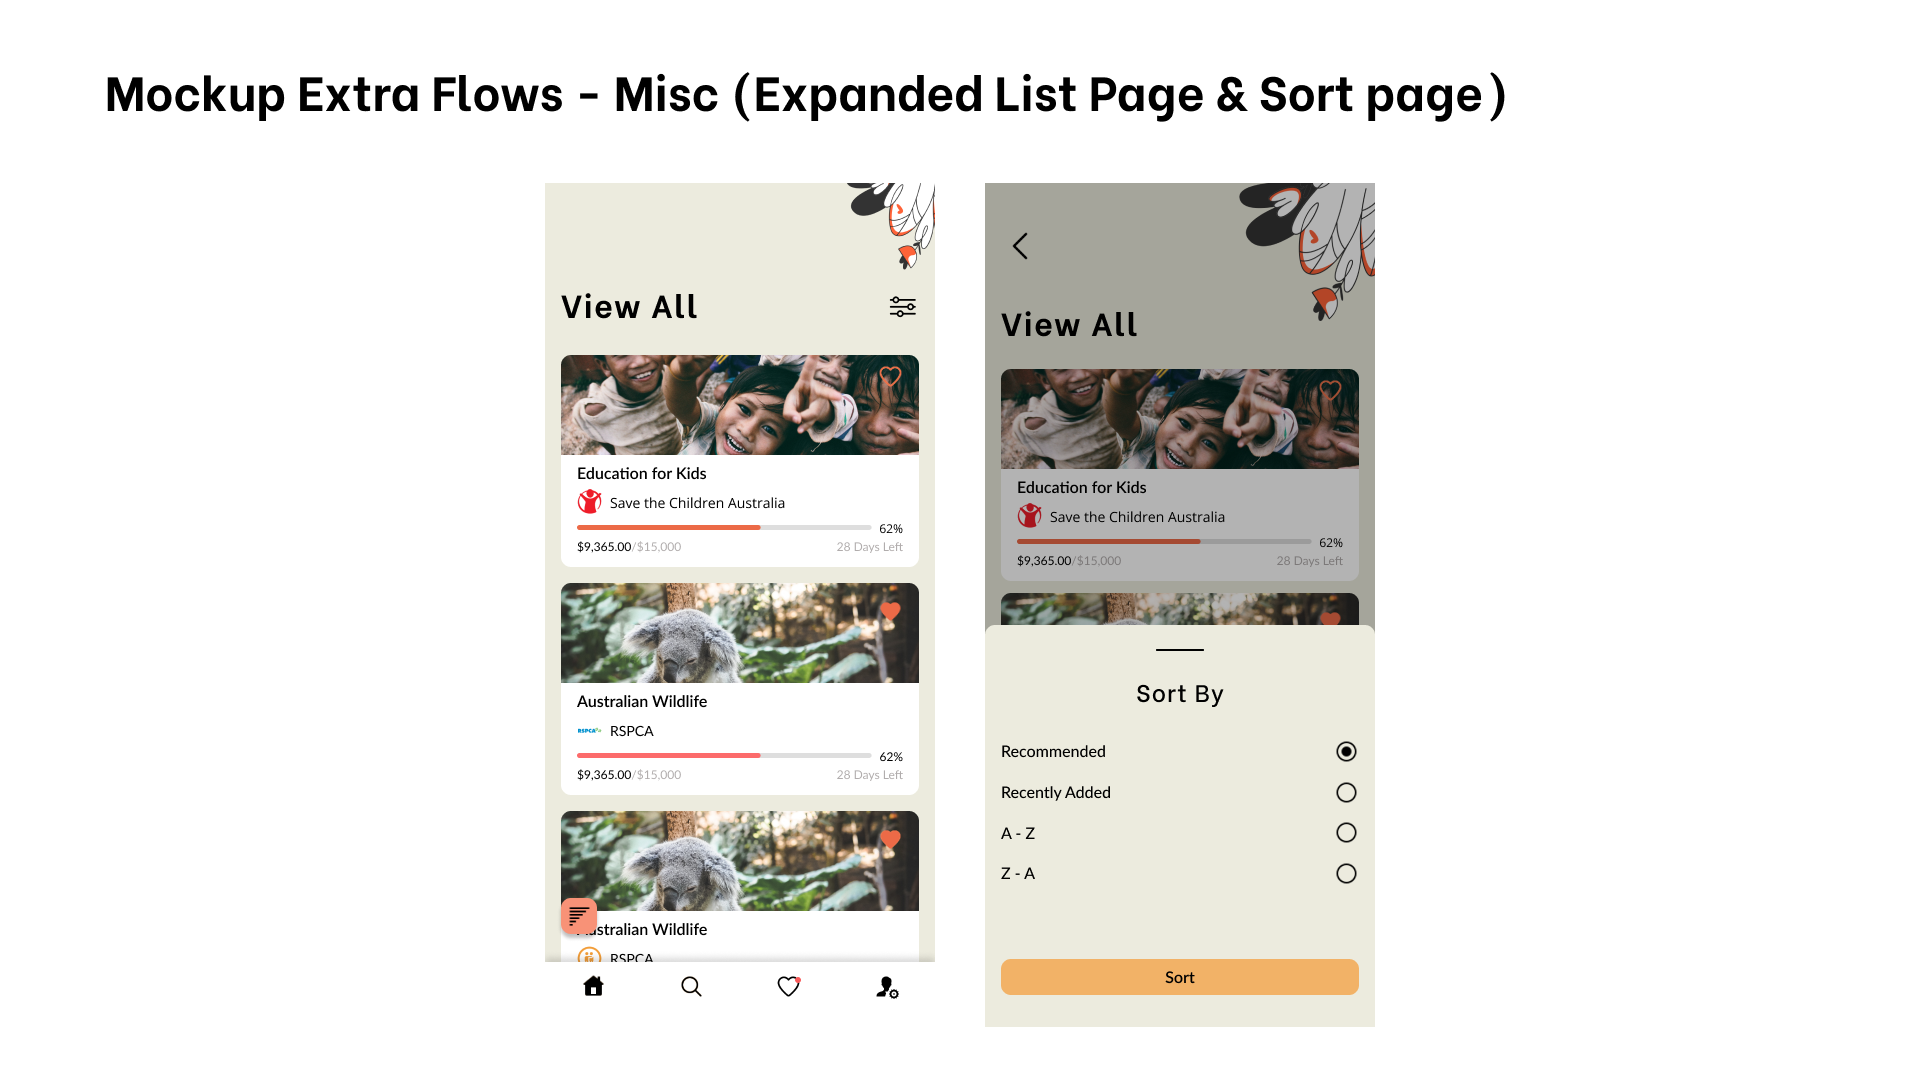 Mockup Extra Flows - Misc (Expanded List Page & Sort page)
View All
Education for Kids
Save the Children Australia
62%
$9,365.00/$15,000 28 Days Left
Australian Wildlife
RSPCA RSPCA
62%
$9,365.00/$15,000 28 Days Left
Australian Wildlife
RSPCA
View All
Education for Kids
Save the Children Australia
62%
$9,365.00/$15,000 28 Days Left
Sort By
Recommended
Recently Added
A - Z
Z - A
Sort